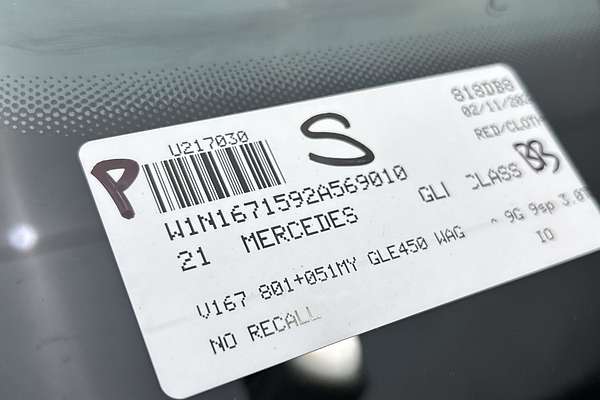 U217030
P
S
818DB8
02/11/20
RED/CLOTH
BB
W1N1671592A569010
21 MERCEDES GL CLASS
V167 801+051MY GLE450 WAG 9G 9sp 3.0T
NO RECALL
IO